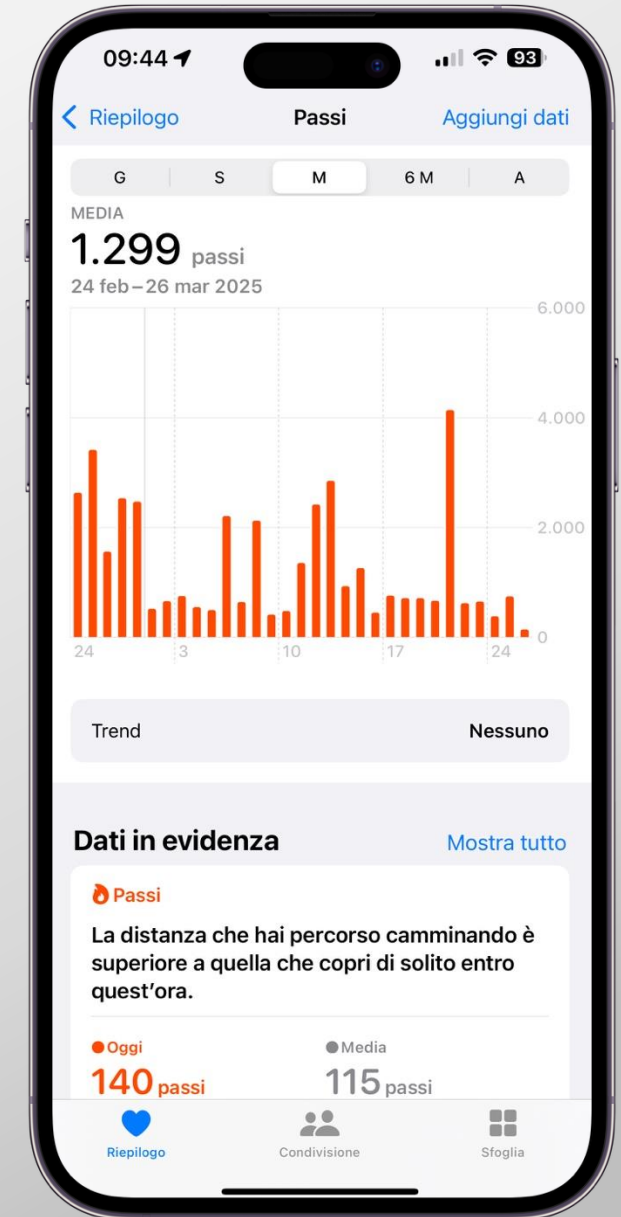 09:44
93
Riepilogo
Passi
Aggiungi dati
G
S
M
6 M
A
MEDIA
1.299 passi
24 feb – 26 mar 2025
6.000
4.000
2.000
0
24
3
10
17
24
Trend
Nessuno
Dati in evidenza
Mostra tutto
Passi
La distanza che hai percorso camminando è
superiore a quella che copri di solito entro
quest'ora.
Oggi
Media
140 passi
115 passi
Riepilogo
Condivisione
Sfoglia